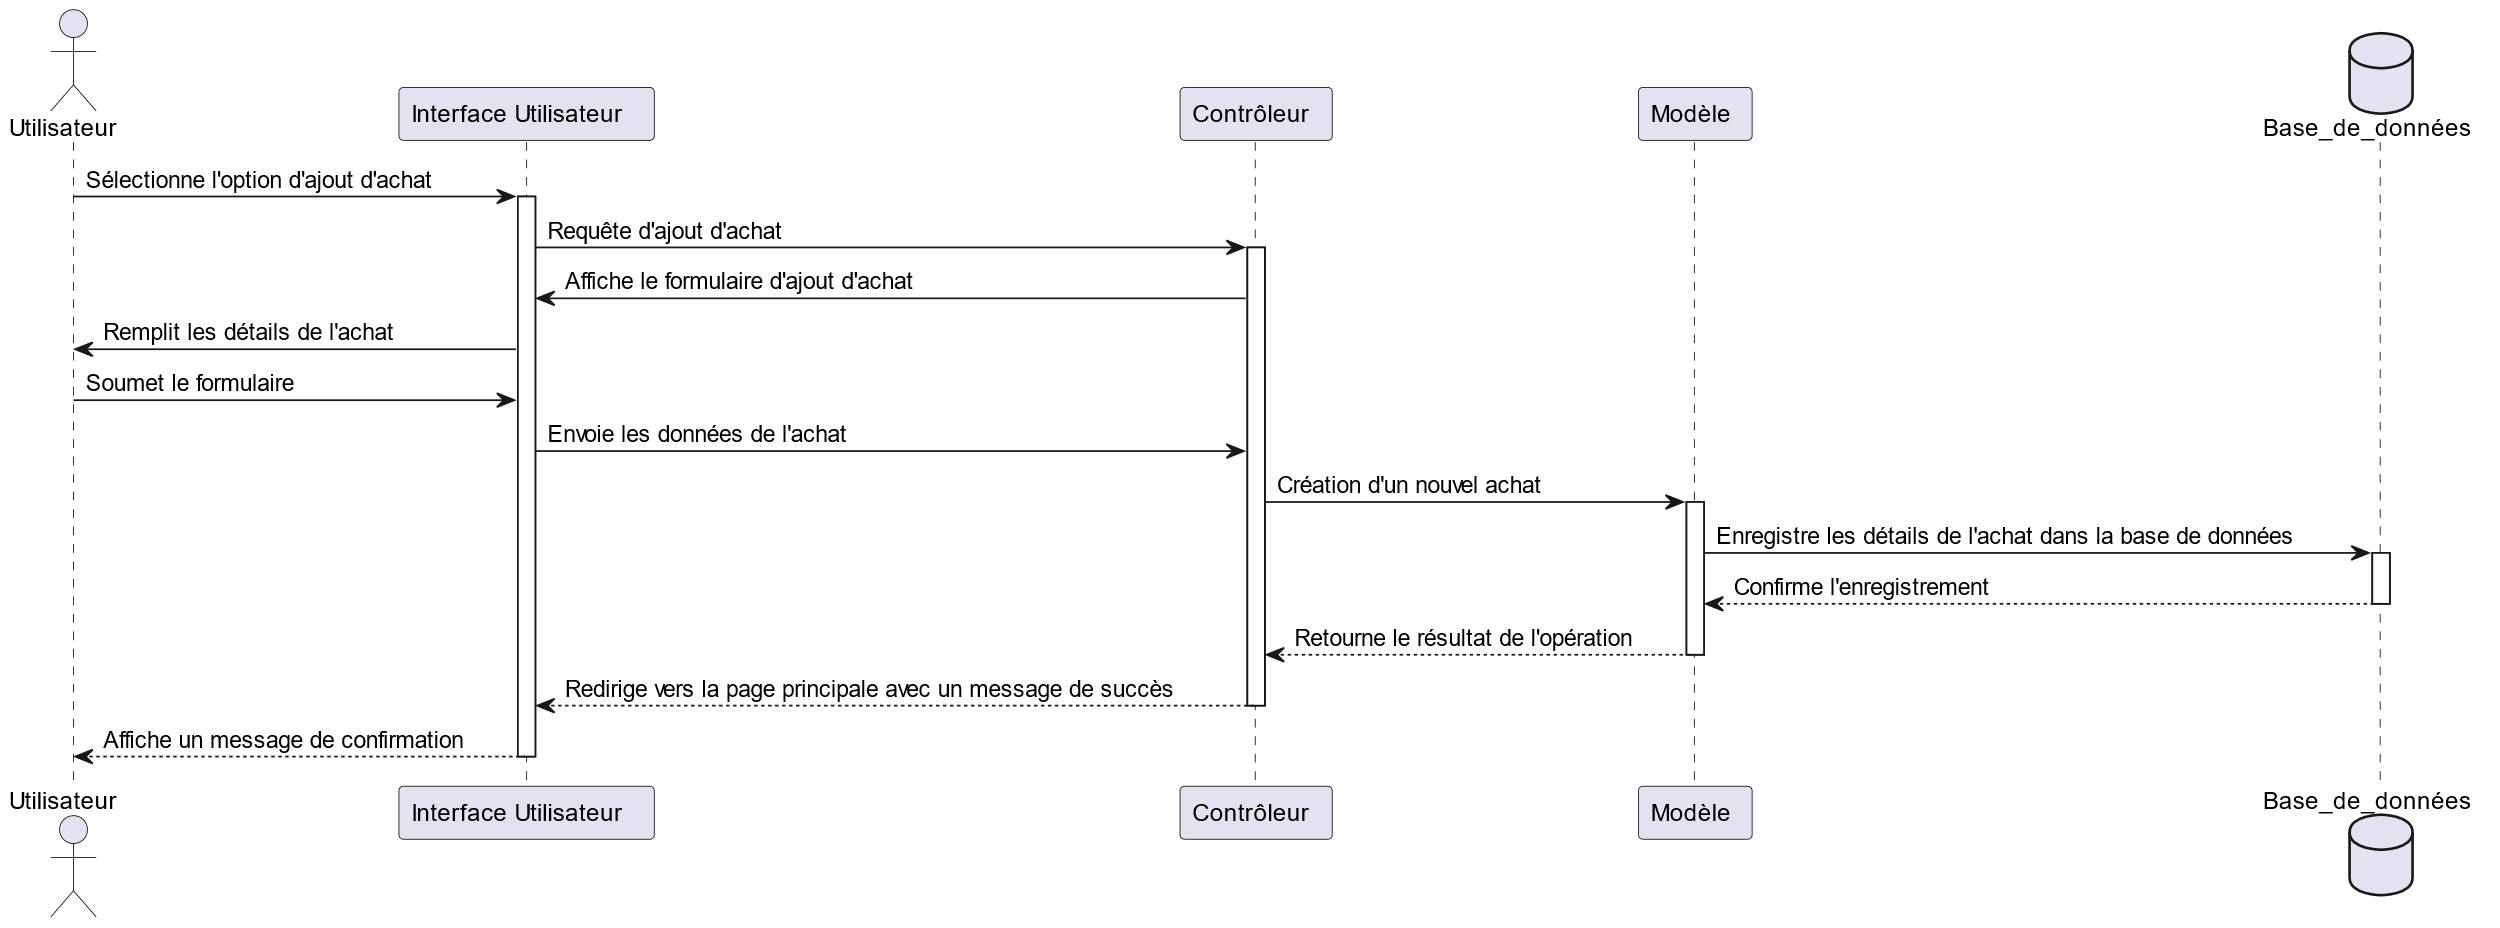 Utilisateur
Interface Utilisateur
Contrôleur
Modèle
Base_de_données
Sélectionne l'option d'ajout d'achat
Requête d'ajout d'achat
Affiche le formulaire d'ajout d'achat
Remplit les détails de l'achat
Soumet le formulaire
Envoie les données de l'achat
Création d'un nouvel achat
Enregistre les détails de l'achat dans la base de données
Confirme l'enregistrement
Retourne le résultat de l'opération
Redirige vers la page principale avec un message de succès
Affiche un message de confirmation
Utilisateur
Interface Utilisateur
Contrôleur
Modèle
Base_de_données